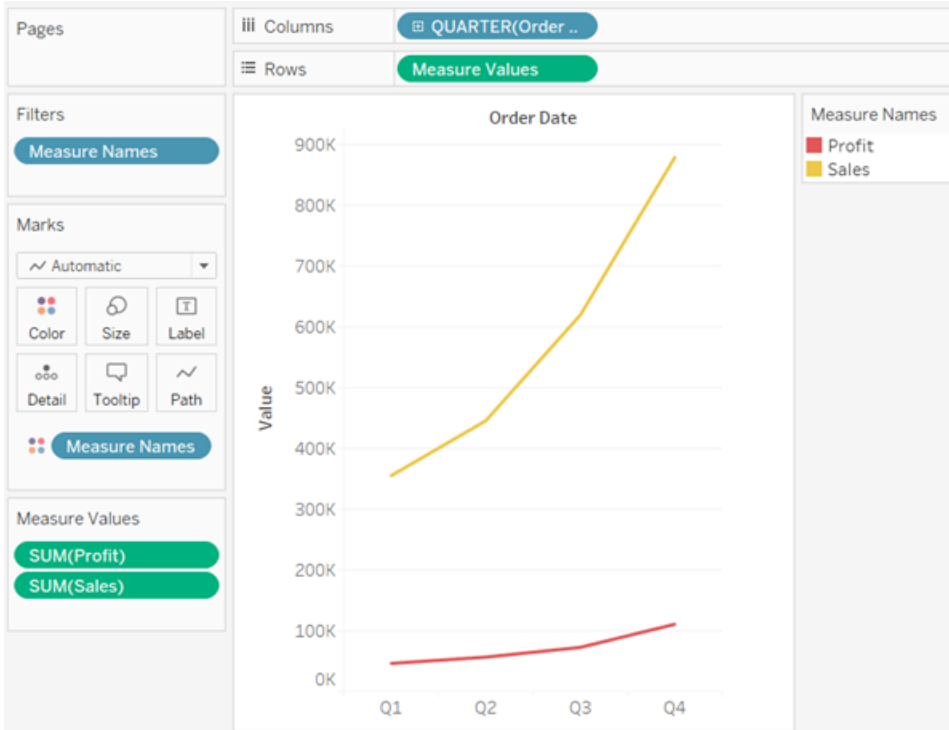 Pages
Columns
QUARTER(Order ..
Rows
Measure Values
Filters
Measure Names
Marks
Automatic
Color
Size
Label
Detail
Tooltip
Path
Measure Names
Measure Values
SUM(Profit)
SUM(Sales)
Order Date
900K
800K
700K
600K
500K
400K
300K
200K
100K
0K
Value
Q1 Q2 Q3 Q4
Measure Names
Profit
Sales